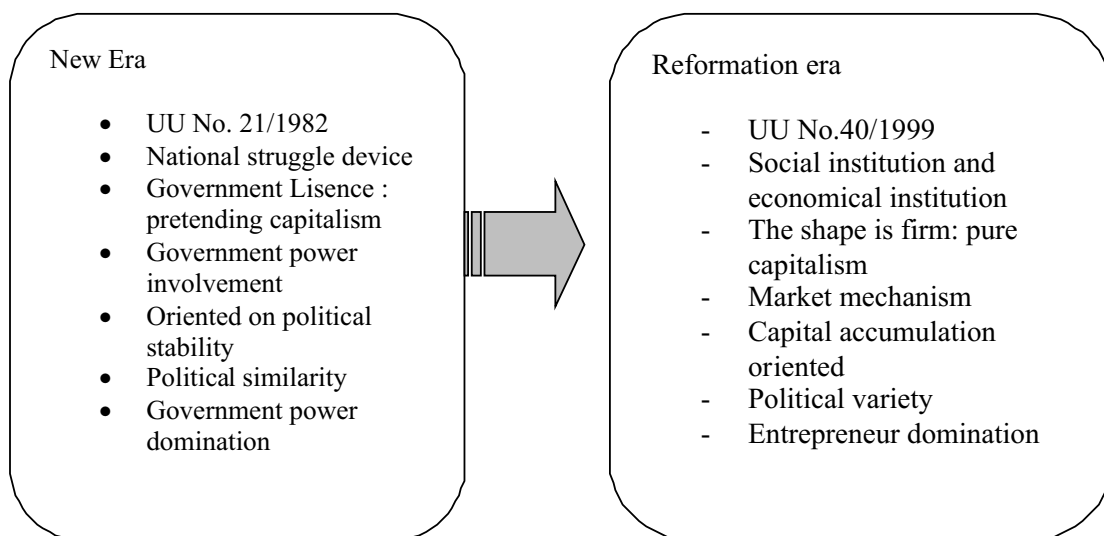 New Era
• UU No. 21/1982
• National struggle device
• Government Lisence :
pretending capitalism
• Government power
involvement
• Oriented on political
stability
• Political similarity
• Government power
domination
Reformation era
- UU No.40/1999
- Social institution and
economical institution
- The shape is firm: pure
capitalism
- Market mechanism
- Capital accumulation
oriented
- Political variety
- Entrepreneur domination